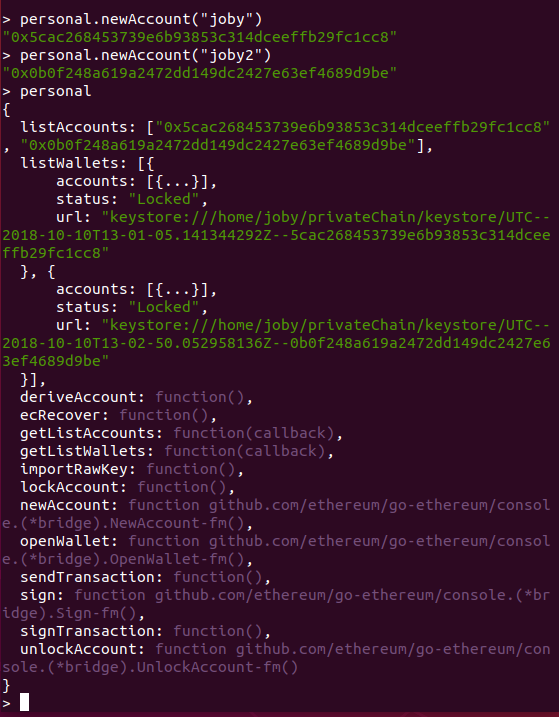 > personal.newAccount("joby")
"0x5cac268453739e6b93853c314dceeffb29fc1cc8"
> personal.newAccount("joby2")
"0x0b0f248a619a2472dd149dc2427e63ef4689d9be"
> personal
{
  listAccounts: ["0x5cac268453739e6b93853c314dceeffb29fc1cc8"
, "0x0b0f248a619a2472dd149dc2427e63ef4689d9be"],
  listWallets: [{
      accounts: [{...}],
      status: "Locked",
      url: "keystore:///home/joby/privateChain/keystore/UTC--
2018-10-10T13-01-05.141344292Z--5cac268453739e6b93853c314dcee
ffb29fc1cc8"
  }, {
      accounts: [{...}],
      status: "Locked",
      url: "keystore:///home/joby/privateChain/keystore/UTC--
2018-10-10T13-02-50.052958136Z--0b0f248a619a2472dd149dc2427e6
3ef4689d9be"
  }],
  deriveAccount: function(),
  ecRecover: function(),
  getListAccounts: function(callback),
  getListWallets: function(callback),
  importRawKey: function(),
  lockAccount: function(),
  newAccount: function github.com/ethereum/go-ethereum/consol
e.(*bridge).NewAccount-fm(),
  openWallet: function github.com/ethereum/go-ethereum/consol
e.(*bridge).OpenWallet-fm(),
  sendTransaction: function(),
  sign: function github.com/ethereum/go-ethereum/console.(*br
idge).Sign-fm(),
  signTransaction: function(),
  unlockAccount: function github.com/ethereum/go-ethereum/con
sole.(*bridge).UnlockAccount-fm()
}
>